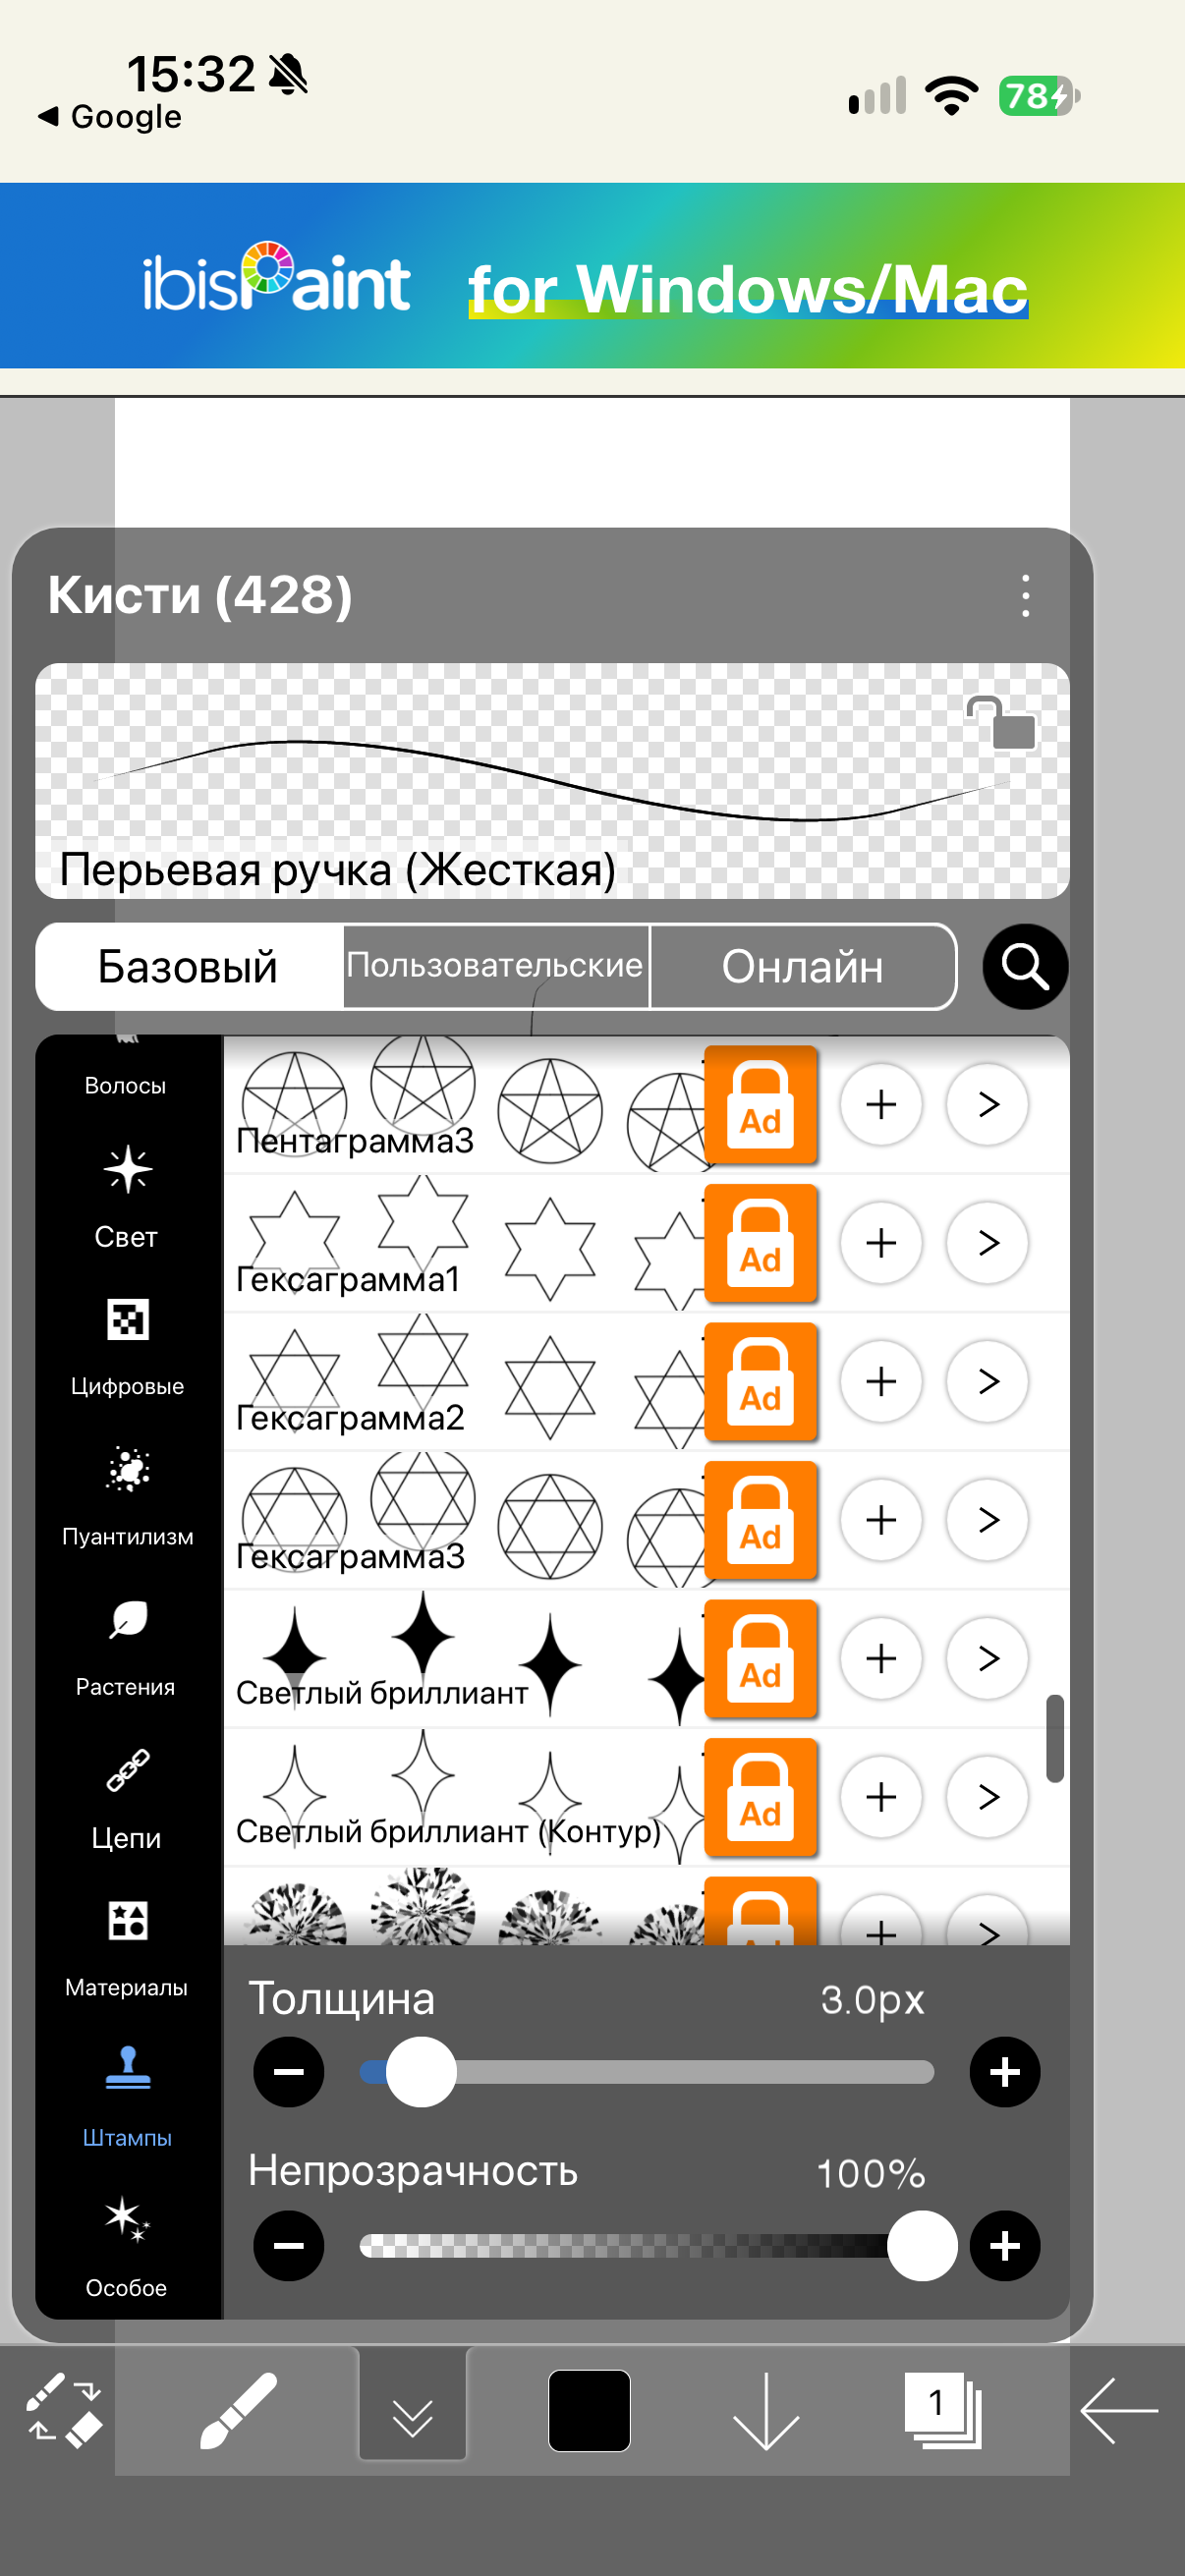 15:32
Google
78
ibisPaint for Windows/Mac
Кисти (428)
Перьевая ручка (Жесткая)
Базовый
Пользовательские
Онлайн
Волосы
Свет
Цифровые
Пуантилизм
Растения
Цепи
Материалы
Штампы
Особое
Пентаграмма3
Ad
Гексаграмма1
Ad
Гексаграмма2
Ad
Гексаграмма3
Ad
Светлый бриллиант
Ad
Светлый бриллиант (Контур)
Ad
Ad
Толщина
3.0px
Непрозрачность
100%
1